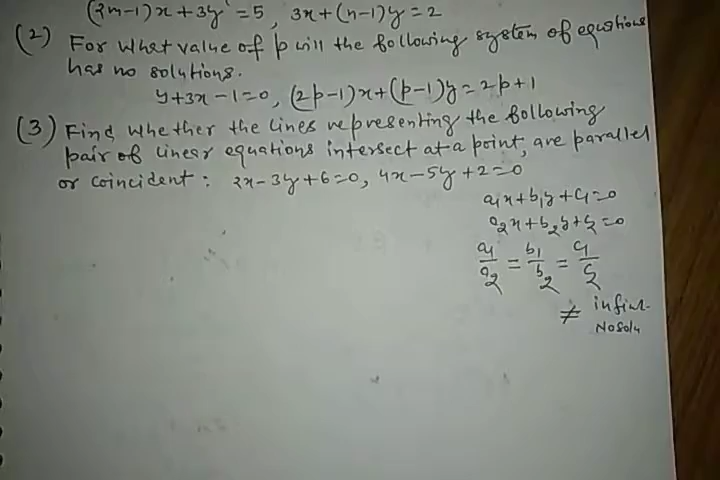 (2m-1)x+3y=5, 3x+(n-1)y=2
(2) For what value of p will the following system of equations
has no solutions.
y+3x-1=0, (2p-1)x+(p-1)y=2p+1
(3) Find whether the lines representing the following
pair of linear equations intersect at a point, are parallel
or coincident: 2x-3y+6=0, 4x-5y+2=0
a₁x+b₁y+c₁=0
a₂x+b₂y+c₂=0
a₁/a₂ = b₁/b₂ = c₁/c₂
≠ infint.
No solu